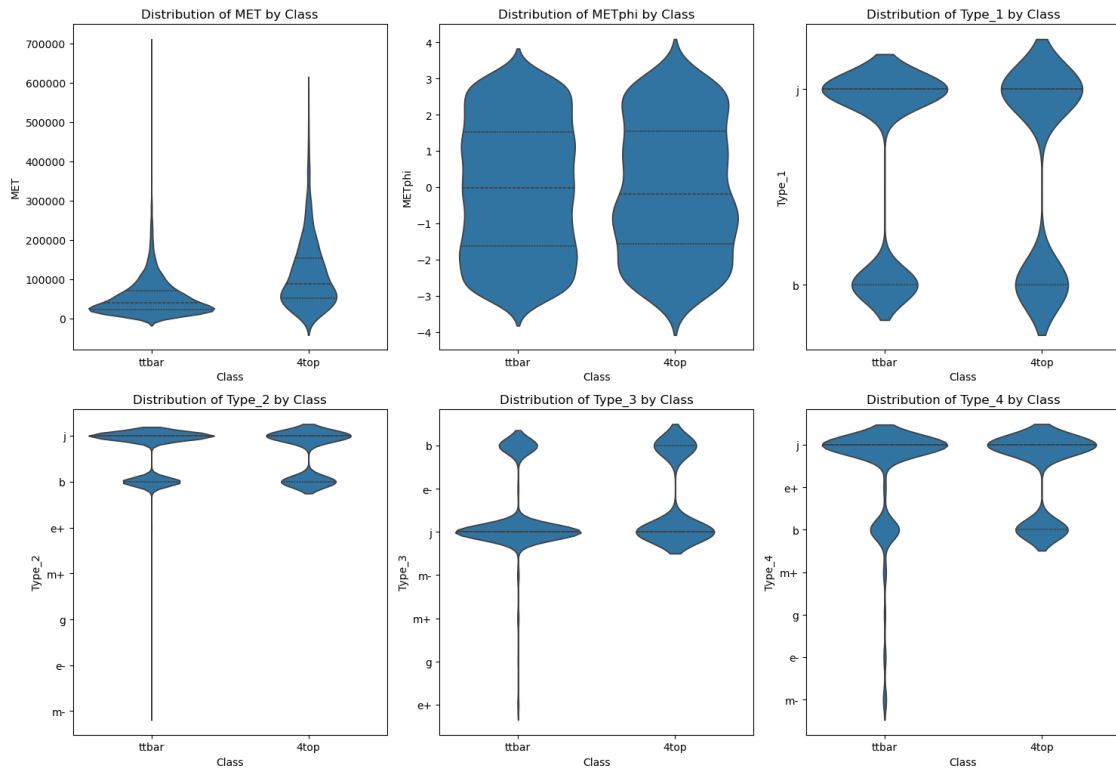 Distribution of MET by Class
MET
700000
600000
500000
400000
300000
200000
100000
0
ttbar
4top
Class
Distribution of METphi by Class
METphi
4
3
2
1
0
−1
−2
−3
−4
ttbar
4top
Class
Distribution of Type_1 by Class
Type_1
j
b
ttbar
4top
Class
Distribution of Type_2 by Class
Type_2
j
b
e+
m+
g
e-
m-
ttbar
4top
Class
Distribution of Type_3 by Class
Type_3
b
e-
j
m-
m+
g
e+
ttbar
4top
Class
Distribution of Type_4 by Class
Type_4
j
e+
b
m+
g
e-
m-
ttbar
4top
Class